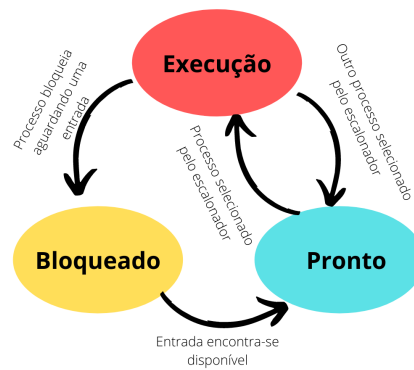 Execução
Processo bloqueia
aguardando uma
entrada
Outro processo selecionado
pelo escalonador
Processo selecionado
pelo escalonador
Bloqueado
Pronto
Entrada encontra-se
disponível